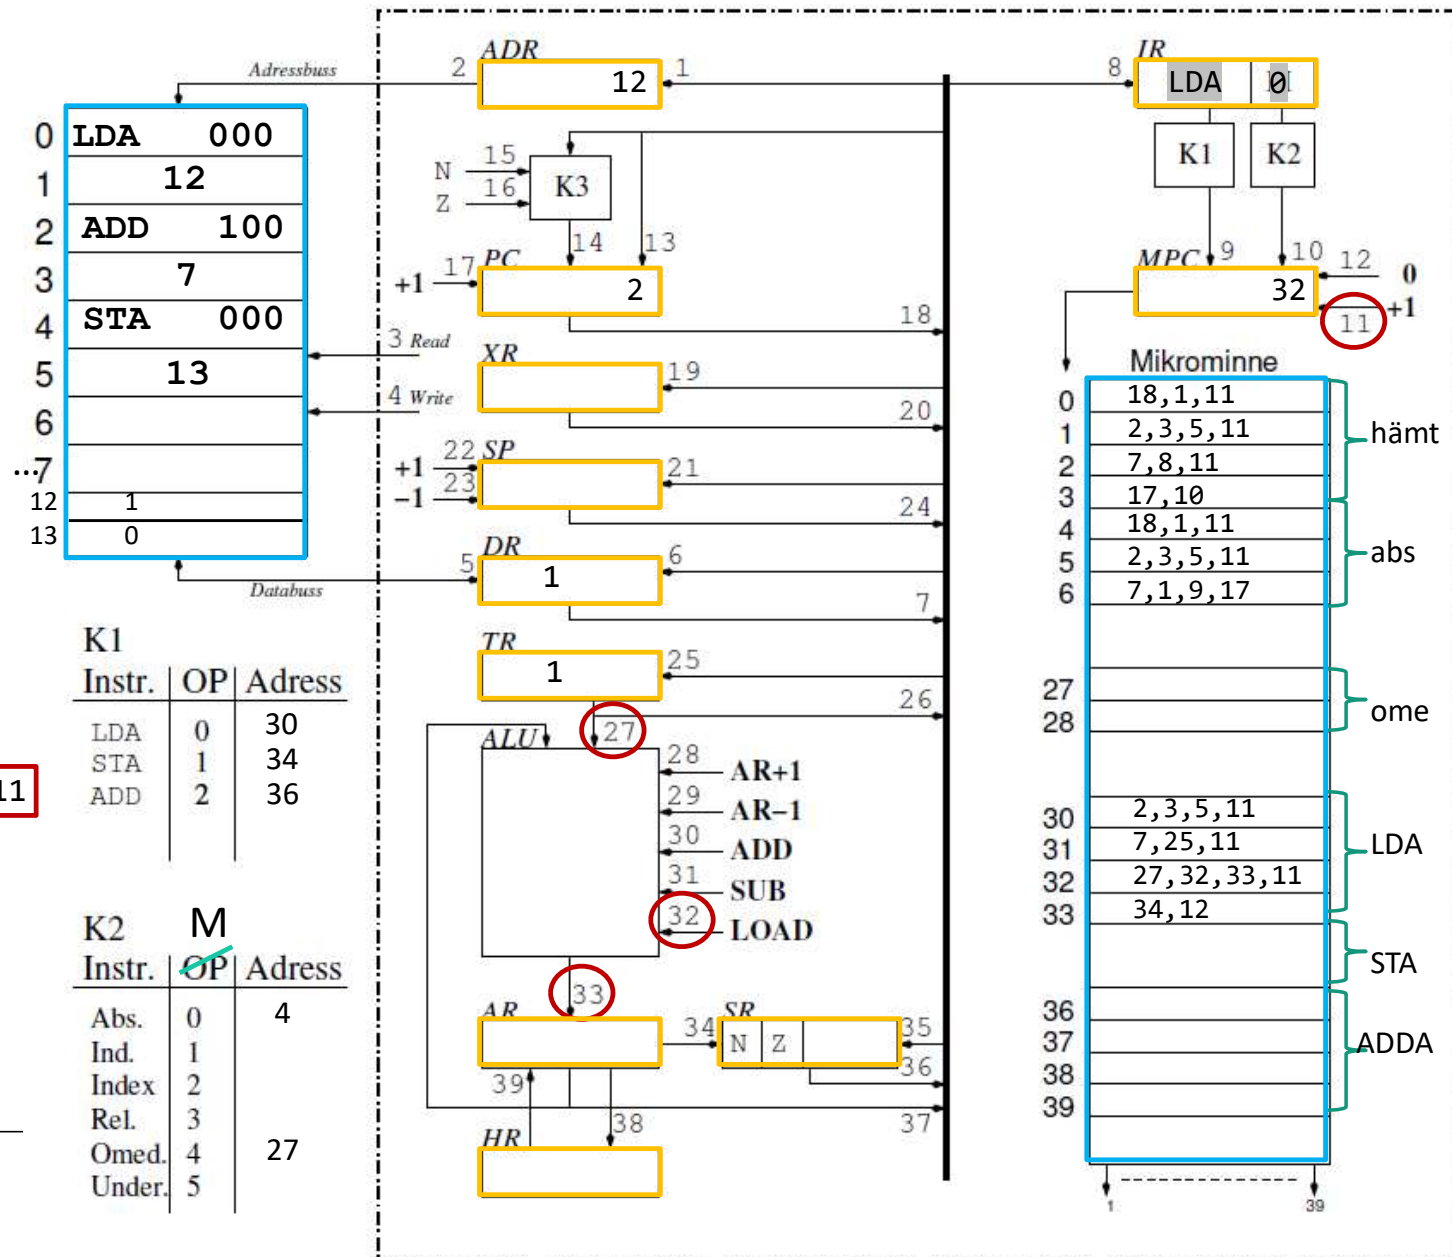 Adressbuss
2
ADR
12
1
8
IR
LDA 0
0 LDA 000
1 12
2 ADD 100
3 7
4 STA 000
5 13
6
...7
12 1
13 0
N 15
Z 16
K3
14
13
K1
K2
+1 17
PC
2
18
MPC
9
10
12 0
32
11 +1
3 Read
4 Write
XR
19
20
+1 22
-1 23
SP
21
24
5
DR
1
6
7
Databuss
TR
1
25
26
27
ALU
28 AR+1
29 AR−1
30 ADD
31 SUB
32 LOAD
33
AR
34
SR
N Z
35
36
37
39
38
HR
Mikrominne
0 18,1,11
1 2,3,5,11
2 7,8,11
3 17,10
hämt
4 18,1,11
5 2,3,5,11
6 7,1,9,17
abs
27
28
ome
30 2,3,5,11
31 7,25,11
32 27,32,33,11
33 34,12
LDA
STA
36
37
38
39
ADDA
1 39
K1
Instr. OP Adress
LDA 0 30
STA 1 34
ADD 2 36
11
K2 M
Instr. OP Adress
Abs. 0 4
Ind. 1
Index 2
Rel. 3
Omed. 4 27
Under. 5